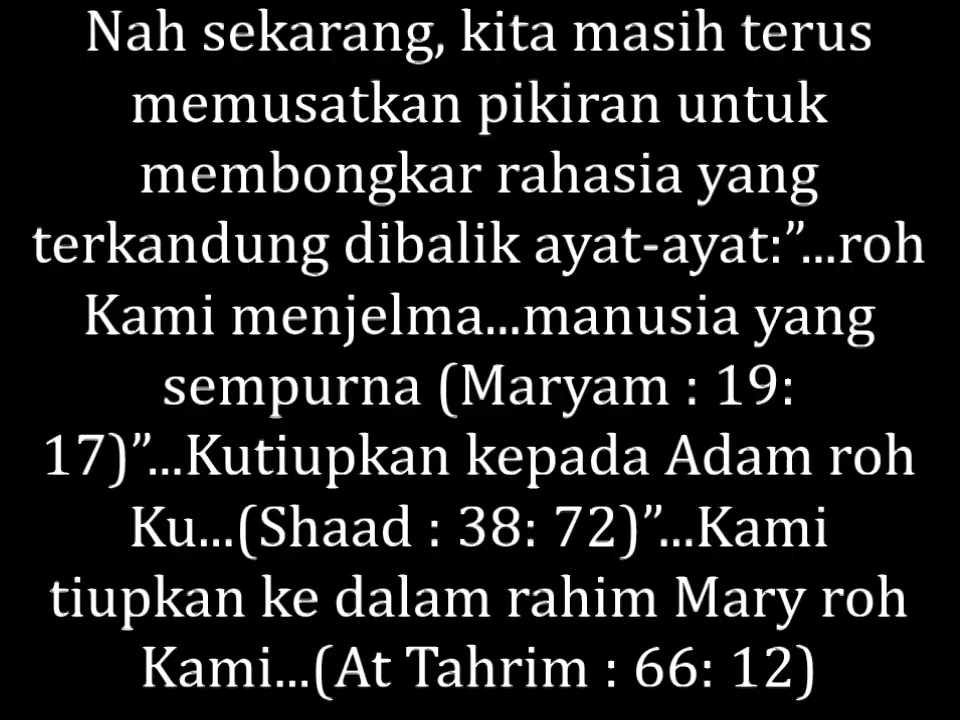 Nah sekarang, kita masih terus
memusatkan pikiran untuk
membongkar rahasia yang
terkandung dibalik ayat-ayat:”...roh
Kami menjelma...manusia yang
sempurna (Maryam : 19:
17)”...Kutiupkan kepada Adam roh
Ku...(Shaad : 38: 72)”...Kami
tiupkan ke dalam rahim Mary roh
Kami...(At Tahrim : 66: 12)